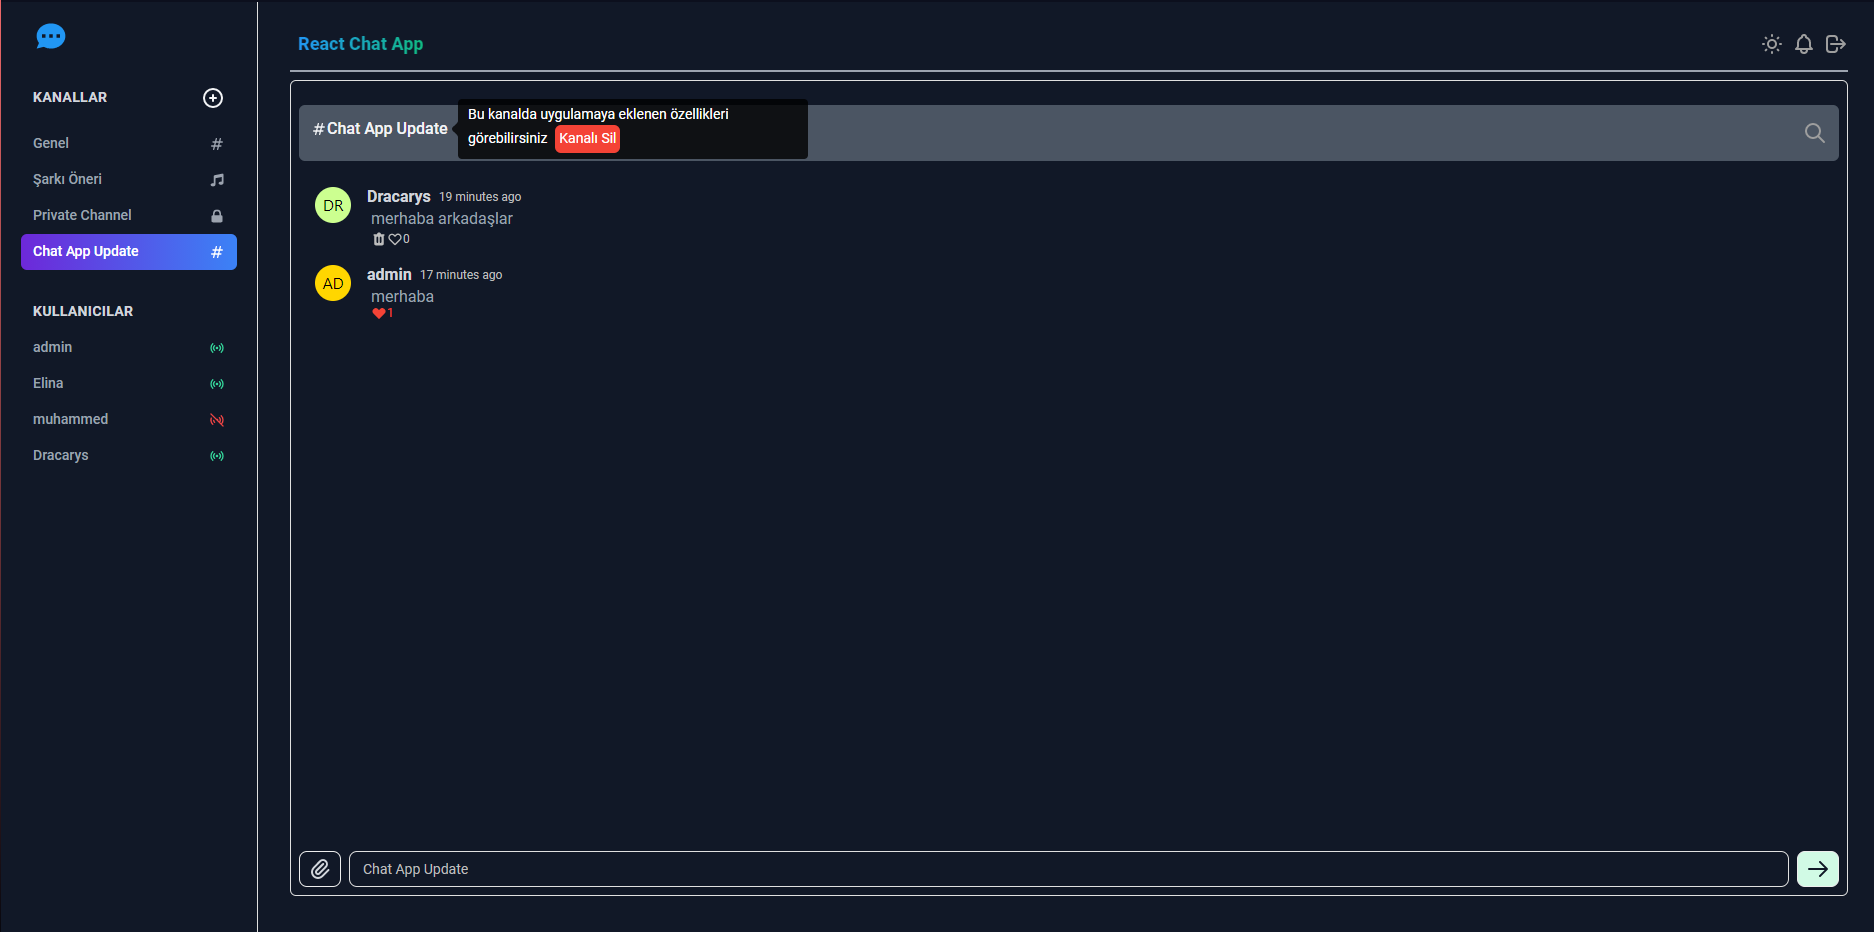 KANALLAR
Genel #
Şarkı Öneri
Private Channel
Chat App Update #
KULLANICILAR
admin
Elina
muhammed
Dracarys
React Chat App
#Chat App Update
Bu kanalda uygulamaya eklenen özellikleri
görebilirsiniz Kanalı Sil
DR
Dracarys 19 minutes ago
merhaba arkadaşlar
0
AD
admin 17 minutes ago
merhaba
1
Chat App Update